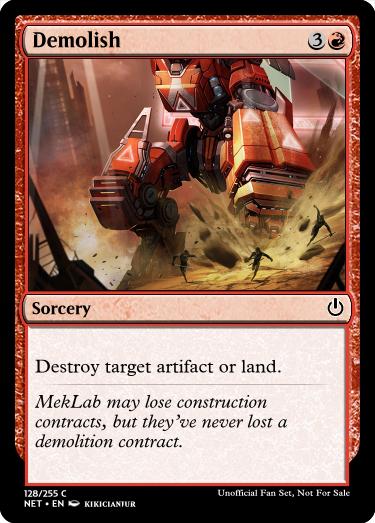 Demolish 3
Sorcery
Destroy target artifact or land.
MekLab may lose construction
contracts, but they've never lost a
demolition contract.
128/255 C
NET • EN KIKICIANJUR
Unofficial Fan Set, Not For Sale